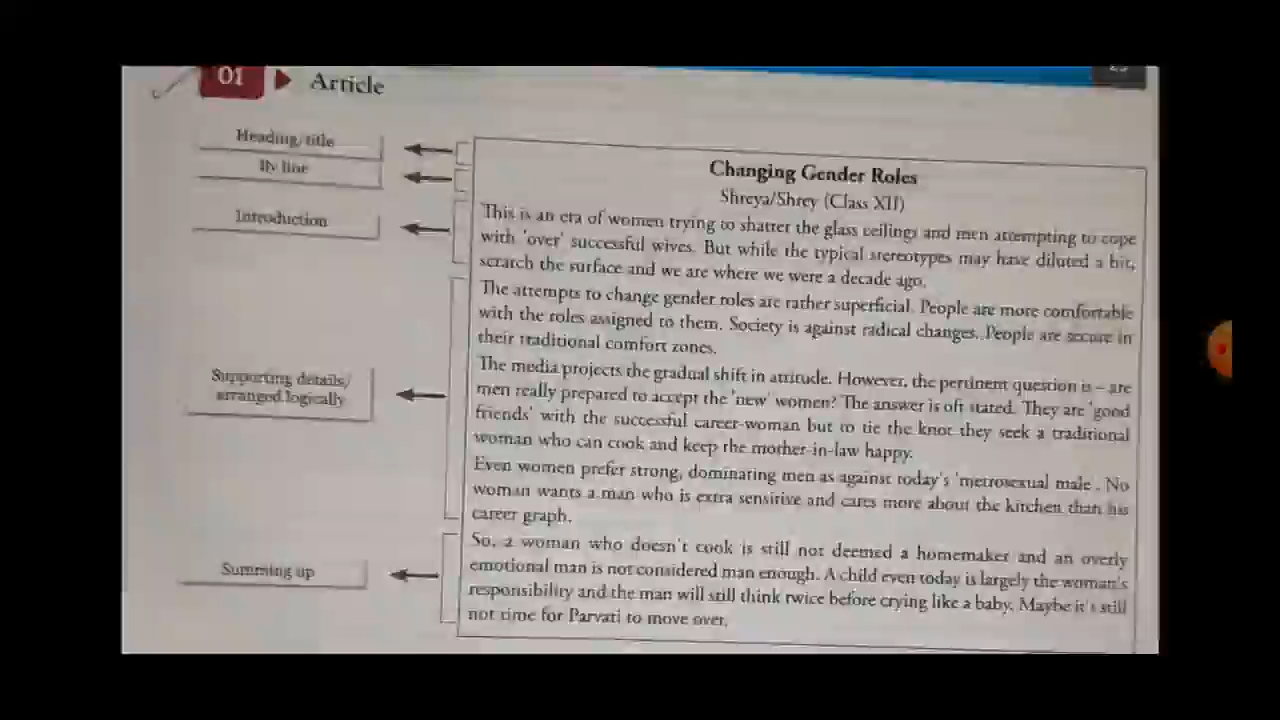 01 Article
Heading/title
By line
Introduction
Supporting details/
arranged logically
Summing up
Changing Gender Roles
Shreya/Shrey (Class XII)
This is an era of women trying to shatter the glass ceilings and men attempting to cope
with 'over' successful wives. But while the typical stereotypes may have diluted a bit,
scratch the surface and we are where we were a decade ago.
The attempts to change gender roles are rather superficial. People are more comfortable
with the roles assigned to them. Society is against radical changes. People are secure in
their traditional comfort zones.
The media projects the gradual shift in attitude. However, the pertinent question is – are
men really prepared to accept the 'new' women? The answer is oft stated. They are 'good
friends' with the successful career-woman but to tie the knot they seek a traditional
woman who can cook and keep the mother-in-law happy.
Even women prefer strong, dominating men as against today's 'metrosexual male'. No
woman wants a man who is extra sensitive and cares more about the kitchen than his
career graph.
So, a woman who doesn't cook is still not deemed a homemaker and an overly
emotional man is not considered man enough. A child even today is largely the woman's
responsibility and the man will still think twice before crying like a baby. Maybe it's still
not time for Parvati to move over.